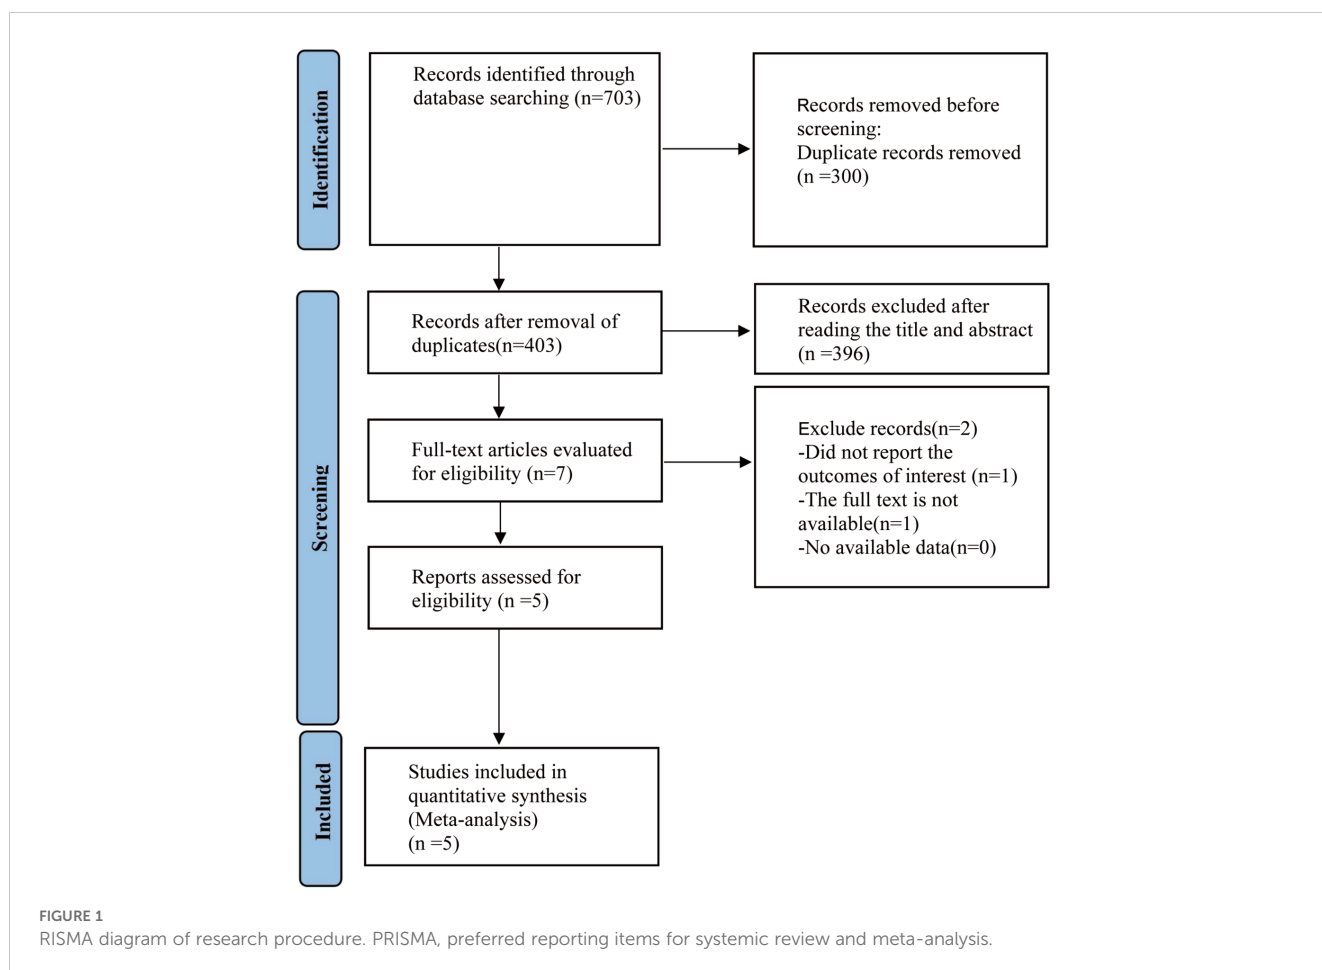 Identification
Records identified through
database searching (n=703)
Records removed before
screening:
Duplicate records removed
(n =300)
Screening
Records after removal of
duplicates(n=403)
Records excluded after
reading the title and abstract
(n =396)
Full-text articles evaluated
for eligibility (n=7)
Exclude records(n=2)
-Did not report the
outcomes of interest (n=1)
-The full text is not
available(n=1)
-No available data(n=0)
Reports assessed for
eligibility (n =5)
Included
Studies included in
quantitative synthesis
(Meta-analysis)
(n =5)
FIGURE 1
RISMA diagram of research procedure. PRISMA, preferred reporting items for systemic review and meta-analysis.